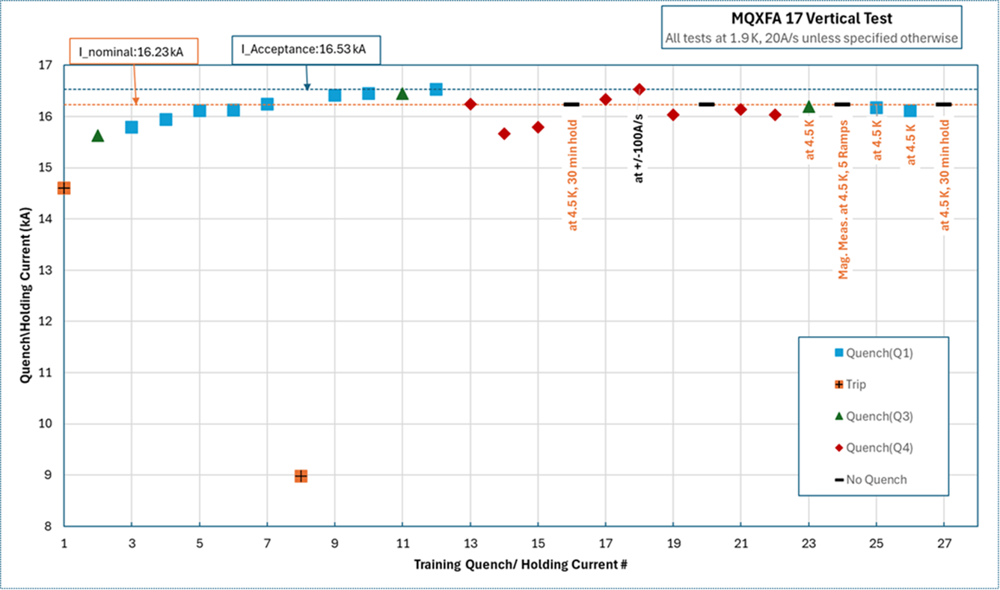 MQXFA 17 Vertical Test
All tests at 1.9 K, 20A/s unless specified otherwise
I_nominal:16.23 kA
I_Acceptance:16.53 kA
17
16
15
14
13
12
11
10
9
8
Quench\Holding Current (kA)
at 4.5 K, 30 min hold
at +/-100A/s
at 4.5 K
Mag. Meas. at 4.5 K, 5 Ramps
at 4.5 K
at 4.5 K
at 4.5 K, 30 min hold
Quench(Q1)
Trip
Quench(Q3)
Quench(Q4)
No Quench
1 3 5 7 9 11 13 15 17 19 21 23 25 27
Training Quench/ Holding Current #